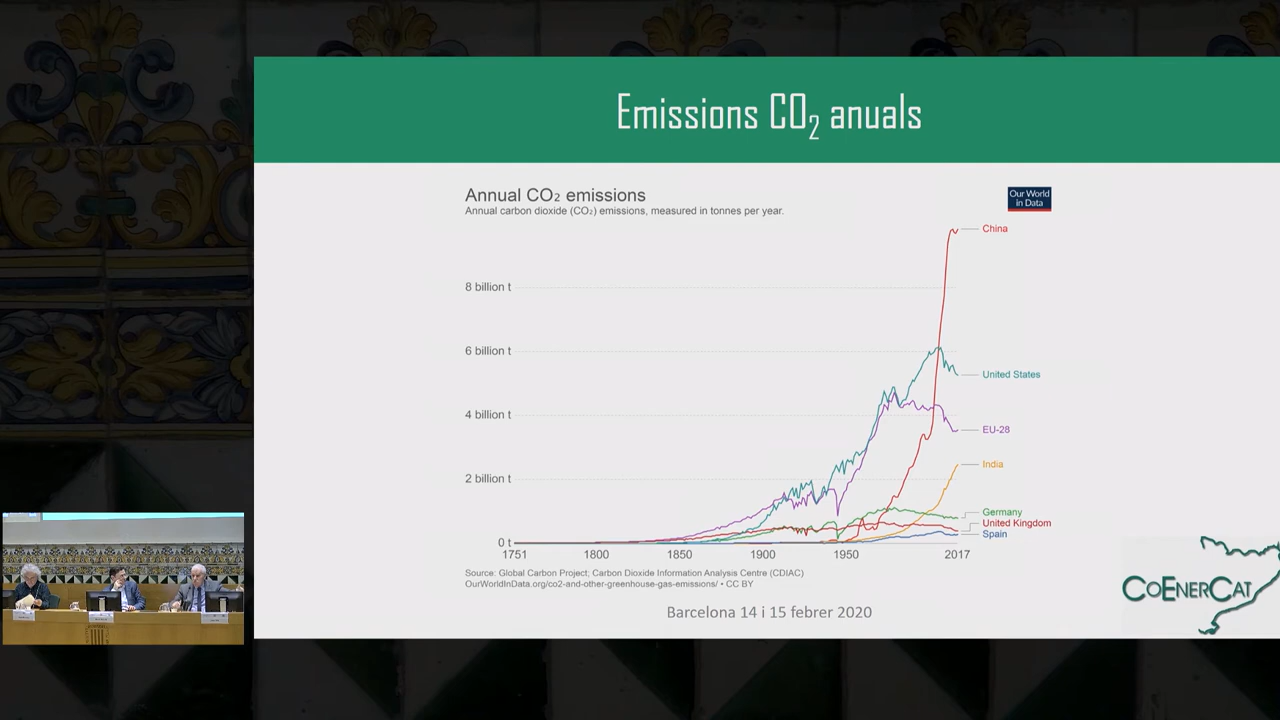 Emissions CO₂ anuals
Annual CO₂ emissions
Annual carbon dioxide (CO₂) emissions, measured in tonnes per year.
Our World
in Data
China
8 billion t
6 billion t
United States
4 billion t
EU-28
India
2 billion t
Germany
United Kingdom
Spain
0 t
1751 1800 1850 1900 1950 2017
Source: Global Carbon Project; Carbon Dioxide Information Analysis Centre (CDIAC)
OurWorldInData.org/co2-and-other-greenhouse-gas-emissions/ • CC BY
COENERCAT
Barcelona 14 i 15 febrer 2020